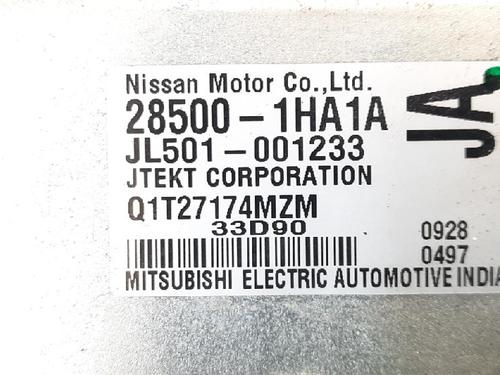 Nissan Motor Co.,Ltd.
28500-1HA1A
JL501-001233
JTEKT CORPORATION
Q1T27174MZM
33D90
0928
0497
MITSUBISHI ELECTRIC AUTOMOTIVE INDIA
JA